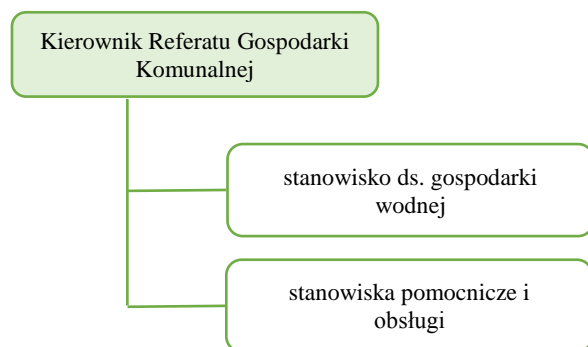 Kierownik Referatu Gospodarki
Komunalnej
stanowisko ds. gospodarki
wodnej
stanowiska pomocnicze i
obsługi